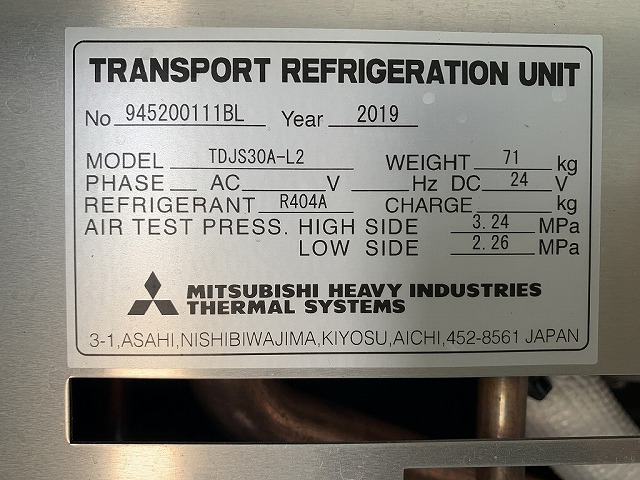 TRANSPORT REFRIGERATION UNIT
No 945200111BL Year 2019
MODEL TDJS30A-L2 WEIGHT 71 kg
PHASE AC V Hz DC 24 V
REFRIGERANT R404A CHARGE kg
AIR TEST PRESS. HIGH SIDE 3.24 MPa
LOW SIDE 2.26 MPa
MITSUBISHI HEAVY INDUSTRIES
THERMAL SYSTEMS
3-1,ASAHI,NISHIBIWAJIMA,KIYOSU,AICHI,452-8561 JAPAN